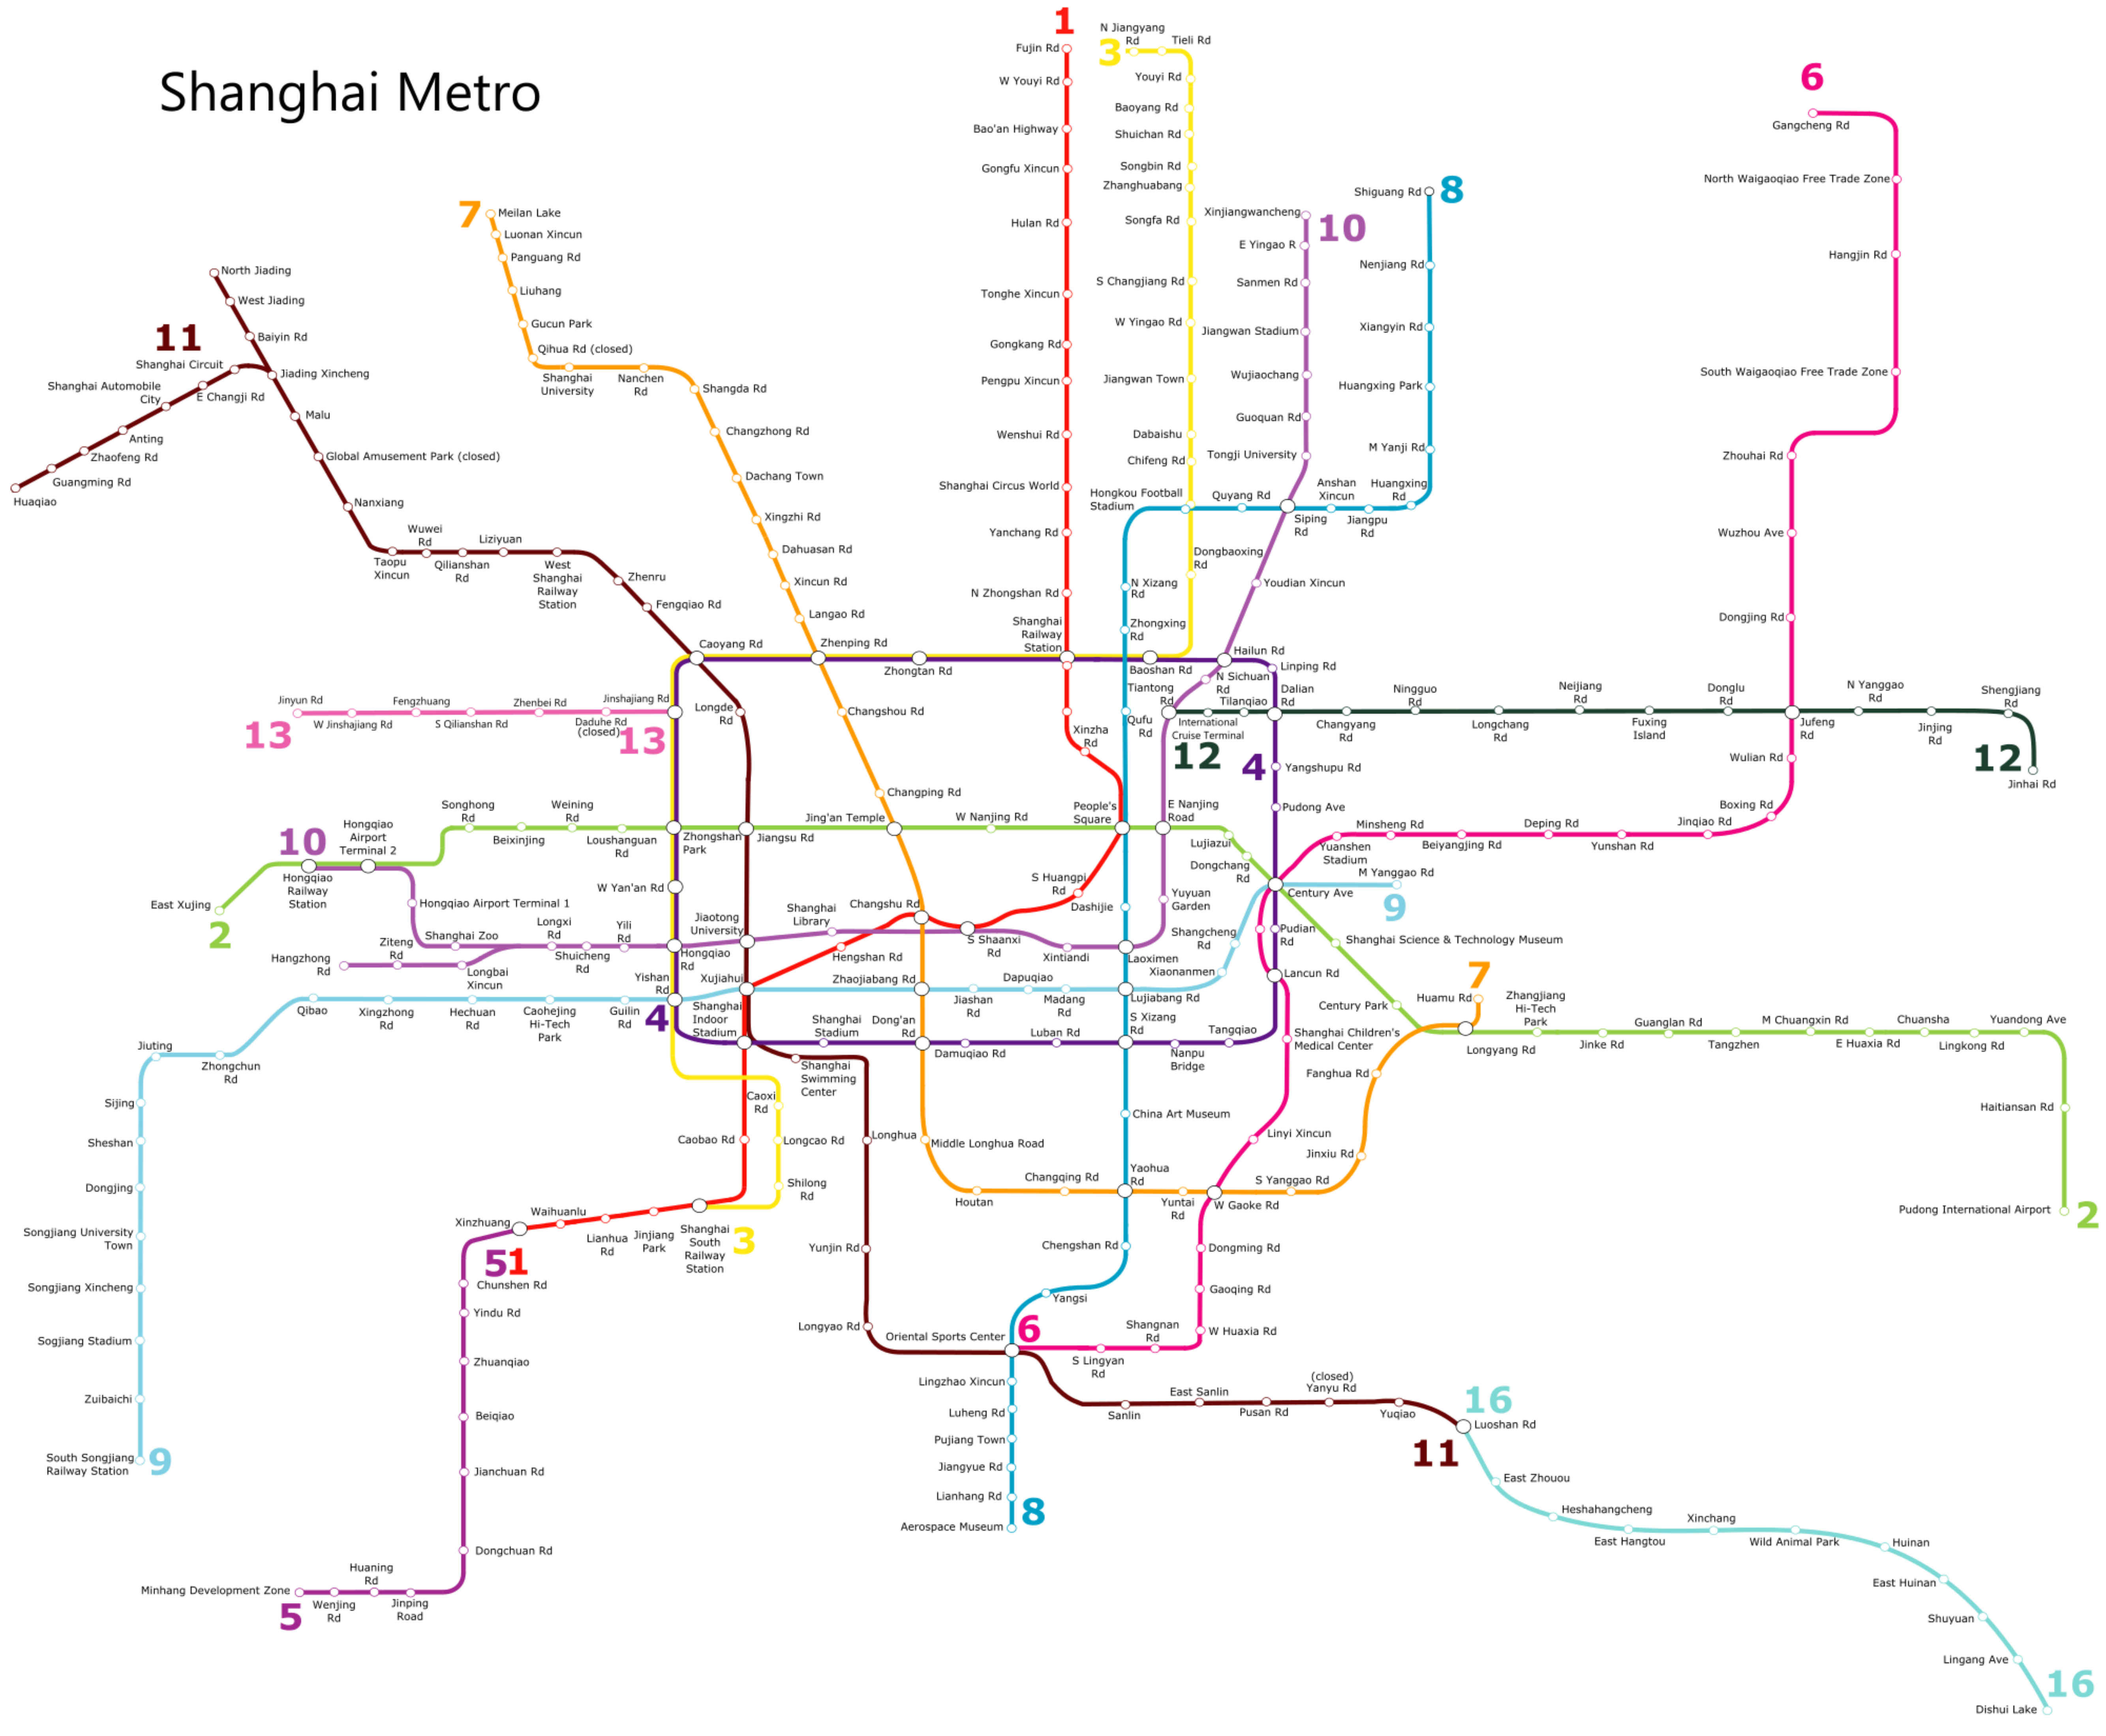 Shanghai Metro
1
Fujin Rd
W Youyi Rd
Bao'an Highway
Gongfu Xincun
Hulan Rd
Tonghe Xincun
Gongkang Rd
Pengpu Xincun
Wenshui Rd
Shanghai Circus World
Yanchang Rd
N Zhongshan Rd
Shanghai
Railway
Station
Xinzha
Rd
People's
Square
S Huangpi
Rd
S Shaanxi
Rd
Changshu Rd
Hengshan Rd
Xujiahui
Shanghai
Indoor
Stadium
Caobao Rd
Shanghai
South
Railway
Station
Jinjiang
Park
Lianhua
Rd
Waihuanlu
Xinzhuang
5
1
3
N Jiangyang
Rd
Tieli Rd
Youyi Rd
Baoyang Rd
Shuichan Rd
Songbin Rd
Zhanghuabang
Songfa Rd
S Changjiang Rd
W Yingao Rd
Jiangwan Town
Dabaishu
Chifeng Rd
Hongkou Football
Stadium
Dongbaoxing
Rd
Baoshan Rd
Zhongtan Rd
Zhenping Rd
Caoyang Rd
Caoxi
Rd
Longcao Rd
Shilong
Rd
3
10
Xinjiangwancheng
E Yingao R
Sanmen Rd
Jiangwan Stadium
Wujiaochang
Guoquan Rd
Tongji University
Siping
Rd
Youdian Xincun
Hailun Rd
N Sichuan
Rd
Tiantong
Rd
E Nanjing
Road
Yuyuan
Garden
Laoximen
Xintiandi
Shanghai
Library
Jiaotong
University
Hongqiao
Rd
Yili
Rd
Shuicheng Rd
Longxi
Rd
Shanghai Zoo
Hongqiao Airport Terminal 1
Hongqiao
Airport
Terminal 2
Hongqiao
Railway
Station
10
Longbai
Xincun
Ziteng
Rd
Hangzhong
Rd
8
Shiguang Rd
Nenjiang Rd
Xiangyin Rd
Huangxing Park
M Yanji Rd
Huangxing
Rd
Jiangpu
Rd
Anshan
Xincun
Quyang Rd
N Xizang
Rd
Zhongxing
Rd
Qufu
Rd
Dashijie
Lujiabang Rd
S Xizang
Rd
China Art Museum
Yaohua
Rd
Chengshan Rd
Yangsi
Oriental Sports Center
Lingzhao Xincun
Luheng Rd
Pujiang Town
Jiangyue Rd
Lianhang Rd
Aerospace Museum
8
6
Gangcheng Rd
North Waigaoqiao Free Trade Zone
Hangjin Rd
South Waigaoqiao Free Trade Zone
Zhouhai Rd
Wuzhou Ave
Dongjing Rd
Jufeng
Rd
Wulian Rd
Boxing Rd
Jinqiao Rd
Yunshan Rd
Deping Rd
Beiyangjing Rd
Minsheng Rd
Yuanshen
Stadium
Century Ave
Pudian
Rd
Lancun Rd
Shanghai Children's
Medical Center
Linyi Xincun
W Gaoke Rd
Dongming Rd
Gaoqing Rd
W Huaxia Rd
Shangnan
Rd
S Lingyan
Rd
6
7
Meilan Lake
Luonan Xincun
Panguang Rd
Liuhang
Gucun Park
Qihua Rd (closed)
Shanghai
University
Nanchen
Rd
Shangda Rd
Changzhong Rd
Dachang Town
Xingzhi Rd
Dahuasan Rd
Xincun Rd
Langao Rd
Changshou Rd
Changping Rd
Jing'an Temple
Zhaojiabang Rd
Dong'an
Rd
Middle Longhua Road
Houtan
Changqing Rd
Yuntai
Rd
S Yanggao Rd
Jinxiu Rd
Fanghua Rd
Longyang Rd
Huamu Rd
7
11
North Jiading
West Jiading
Baiyin Rd
Jiading Xincheng
Shanghai Circuit
E Changji Rd
Shanghai Automobile
City
Anting
Zhaofeng Rd
Guangming Rd
Huaqiao
Malu
Global Amusement Park (closed)
Nanxiang
Taopu
Xincun
Wuwei
Rd
Qilianshan
Rd
Liziyuan
West
Shanghai
Railway
Station
Zhenru
Fengqiao Rd
Longde
Rd
Jiangsu Rd
Shanghai
Swimming
Center
Longhua
Yunjin Rd
Longyao Rd
Sanlin
East Sanlin
Pusan Rd
(closed)
Yanyu Rd
Yuqiao
Luoshan Rd
11
16
East Zhouou
Heshahangcheng
East Hangtou
Xinchang
Wild Animal Park
Huinan
East Huinan
Shuyuan
Lingang Ave
Dishui Lake
16
13
Jinyun Rd
W Jinshajiang Rd
Fengzhuang
S Qilianshan Rd
Zhenbei Rd
Daduhe Rd
(closed)
Jinshajiang Rd
13
12
International
Cruise Terminal
Tilanqiao
Dalian
Rd
Changyang
Rd
Ningguo
Rd
Longchang
Rd
Neijiang
Rd
Fuxing
Island
Donglu
Rd
N Yanggao
Rd
Jinjing
Rd
Shengjiang
Rd
Jinhai Rd
12
4
Linping Rd
Yangshupu Rd
Pudong Ave
Tangqiao
Nanpu
Bridge
Luban Rd
Damuqiao Rd
Shanghai
Stadium
Yishan
Rd
4
W Yan'an Rd
Zhongshan
Park
2
East Xujing
Songhong
Rd
Beixinjing
Weining
Rd
Loushanguan
Rd
W Nanjing Rd
Lujiazui
Dongchang
Rd
Shanghai Science & Technology Museum
Century Park
Zhangjiang
Hi-Tech
Park
Jinke Rd
Guanglan Rd
Tangzhen
M Chuangxin Rd
E Huaxia Rd
Chuansha
Lingkong Rd
Yuandong Ave
Haitiansan Rd
Pudong International Airport
2
9
M Yanggao Rd
Shangcheng
Rd
Xiaonanmen
Madang
Rd
Dapuqiao
Jiashan
Rd
Guilin
Rd
Caohejing
Hi-Tech
Park
Hechuan
Rd
Xingzhong
Rd
Qibao
Zhongchun
Rd
Jiuting
Sijing
Sheshan
Dongjing
Songjiang University
Town
Songjiang Xincheng
Sogjiang Stadium
Zuibaichi
South Songjiang
Railway Station
9
Chunshen Rd
Yindu Rd
Zhuanqiao
Beiqiao
Jianchuan Rd
Dongchuan Rd
Jinping
Road
Huaning
Rd
Wenjing
Rd
Minhang Development Zone
5